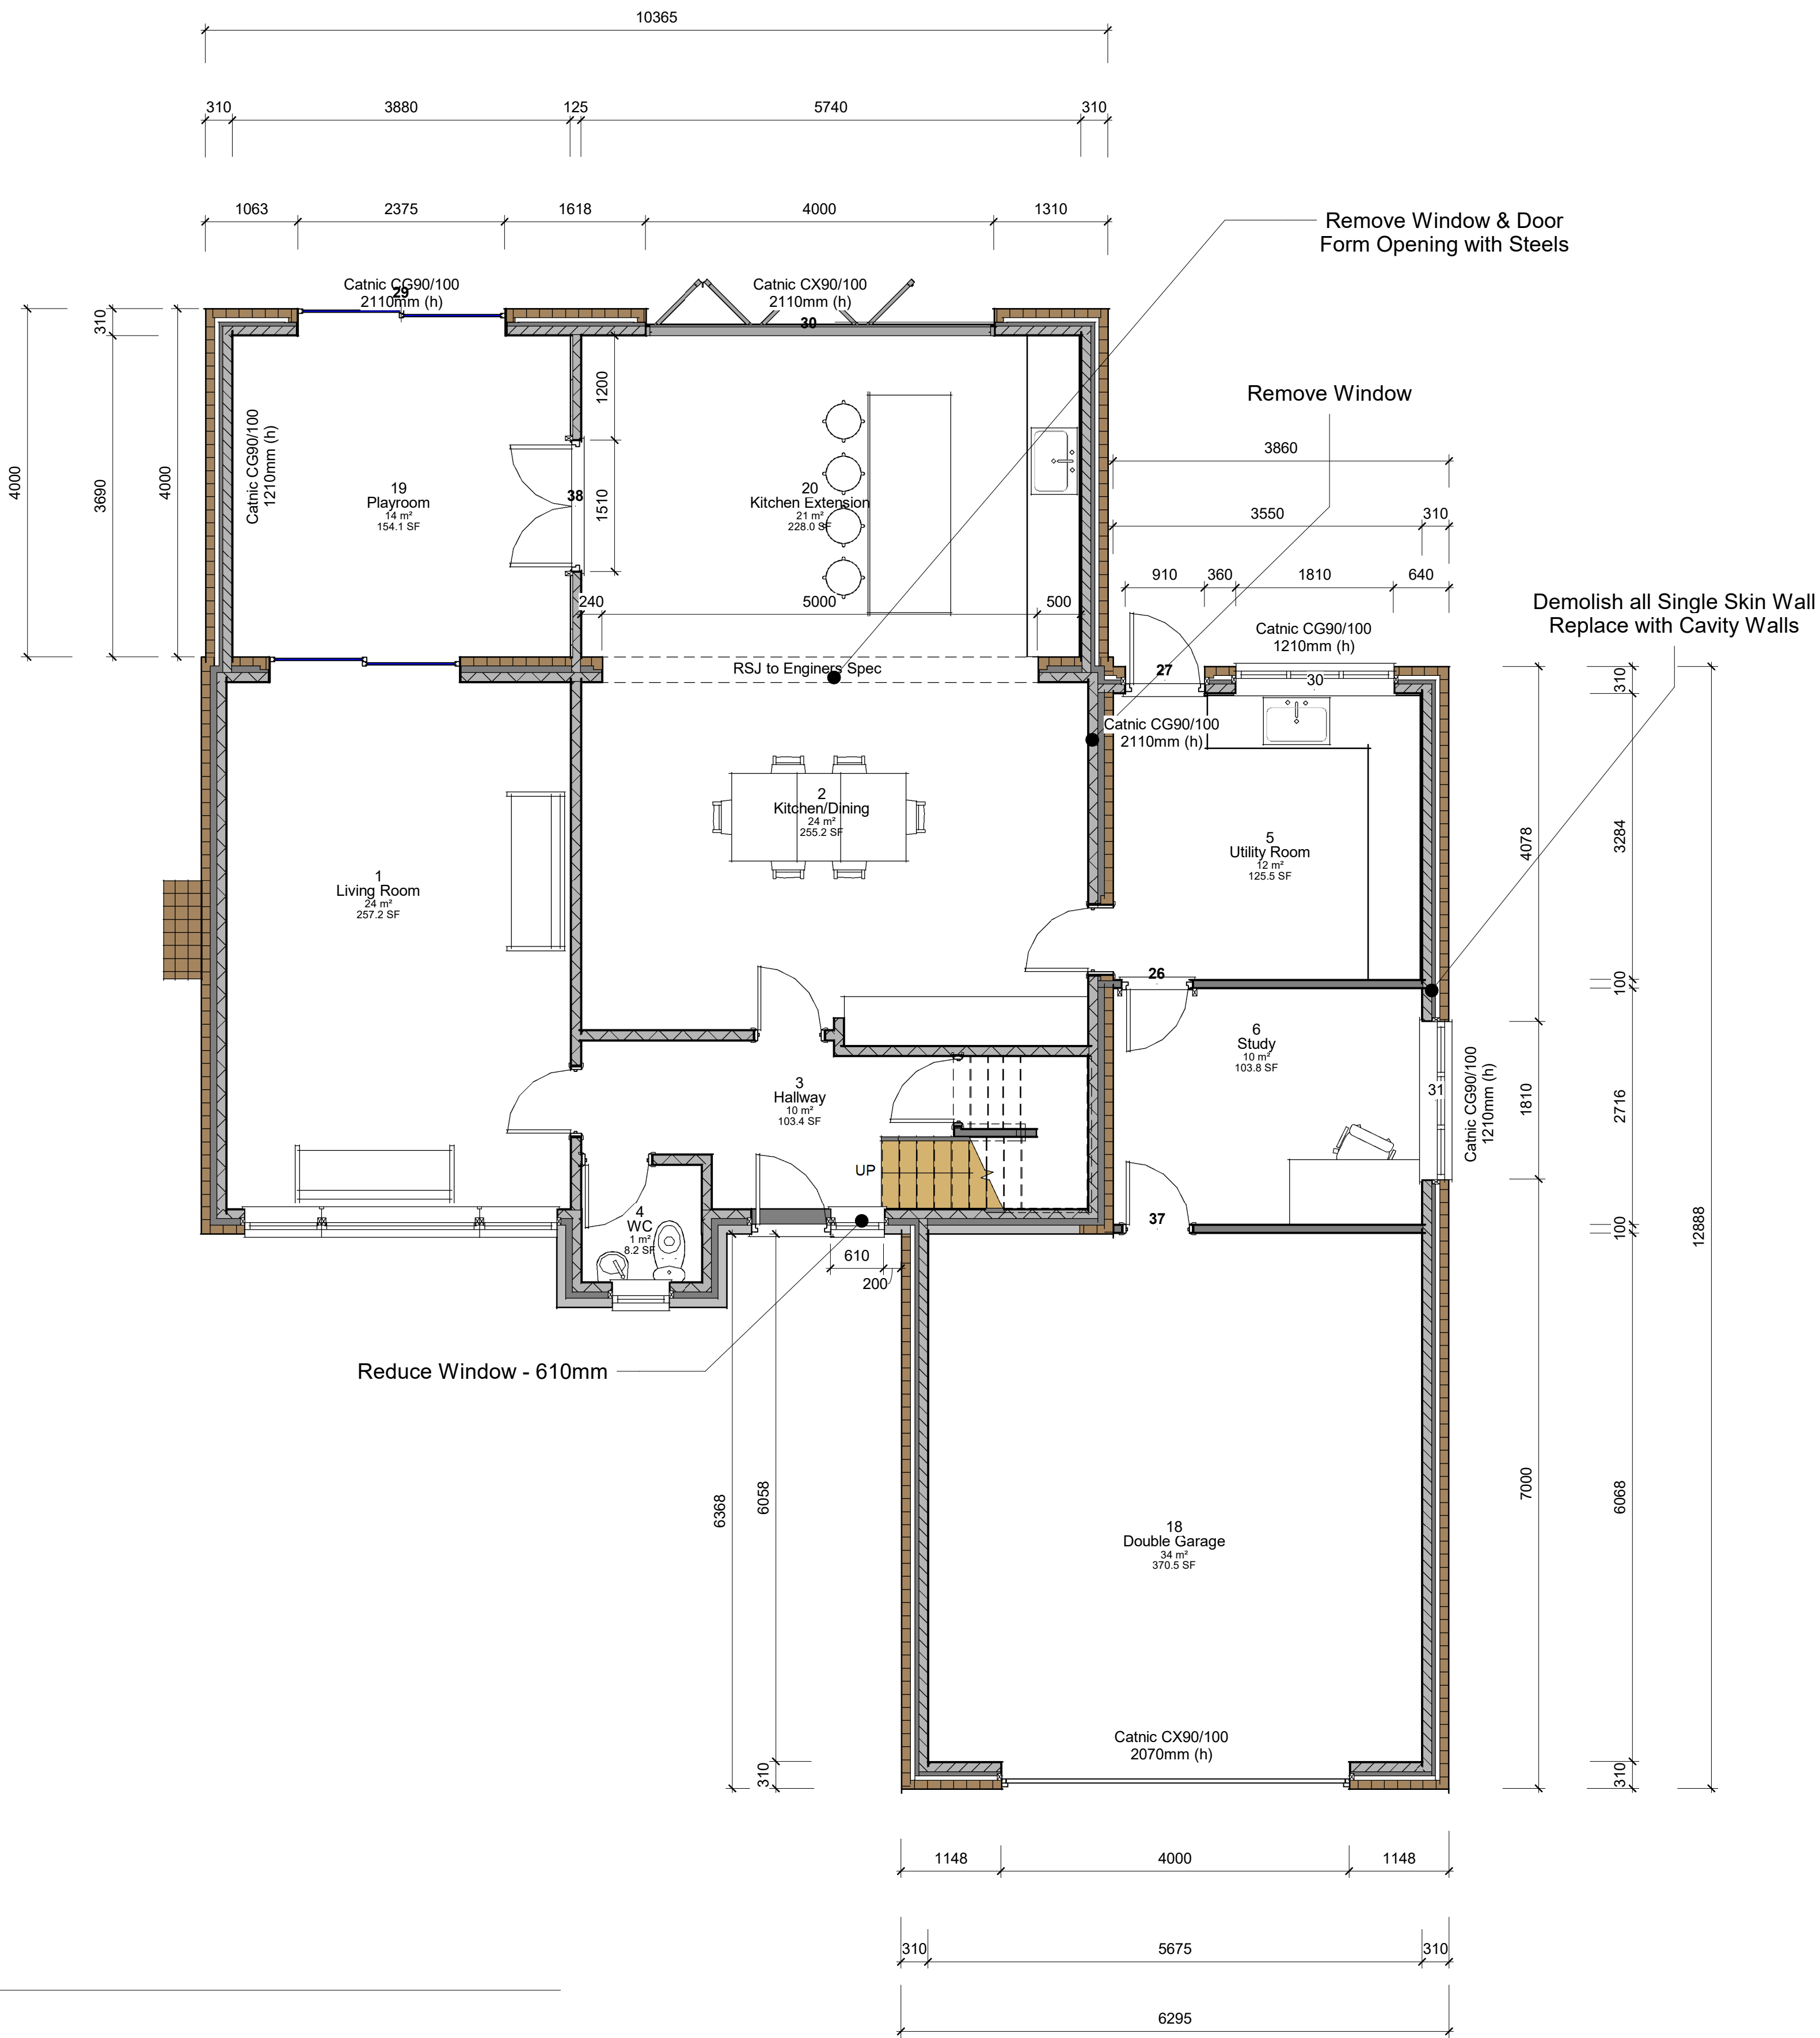 10365
310
3880
125
5740
310
1063
2375
1618
4000
1310
Remove Window & Door
Form Opening with Steels
Catnic CG90/100
2110mm (h)
29
Catnic CX90/100
2110mm (h)
30
Remove Window
4000
310
3690
4000
Catnic CG90/100
1210mm (h)
19
Playroom
14 m²
154.1 SF
38
1200
1510
20
Kitchen Extension
21 m²
228.0 SF
240
5000
500
3860
3550
310
910
360
1810
640
Demolish all Single Skin Wall
Replace with Cavity Walls
Catnic CG90/100
1210mm (h)
RSJ to Enginers Spec
27
30
Catnic CG90/100
2110mm (h)
2
Kitchen/Dining
24 m²
255.2 SF
1
Living Room
24 m²
257.2 SF
5
Utility Room
12 m²
125.5 SF
310
4078
3284
100
26
6
Study
10 m²
103.8 SF
31
Catnic CG90/100
1210mm (h)
1810
2716
3
Hallway
10 m²
103.4 SF
UP
4
WC
1 m²
8.2 SF
37
100
12888
610
200
Reduce Window - 610mm
6368
6058
310
7000
6068
310
18
Double Garage
34 m²
370.5 SF
Catnic CX90/100
2070mm (h)
1148
4000
1148
310
5675
310
6295